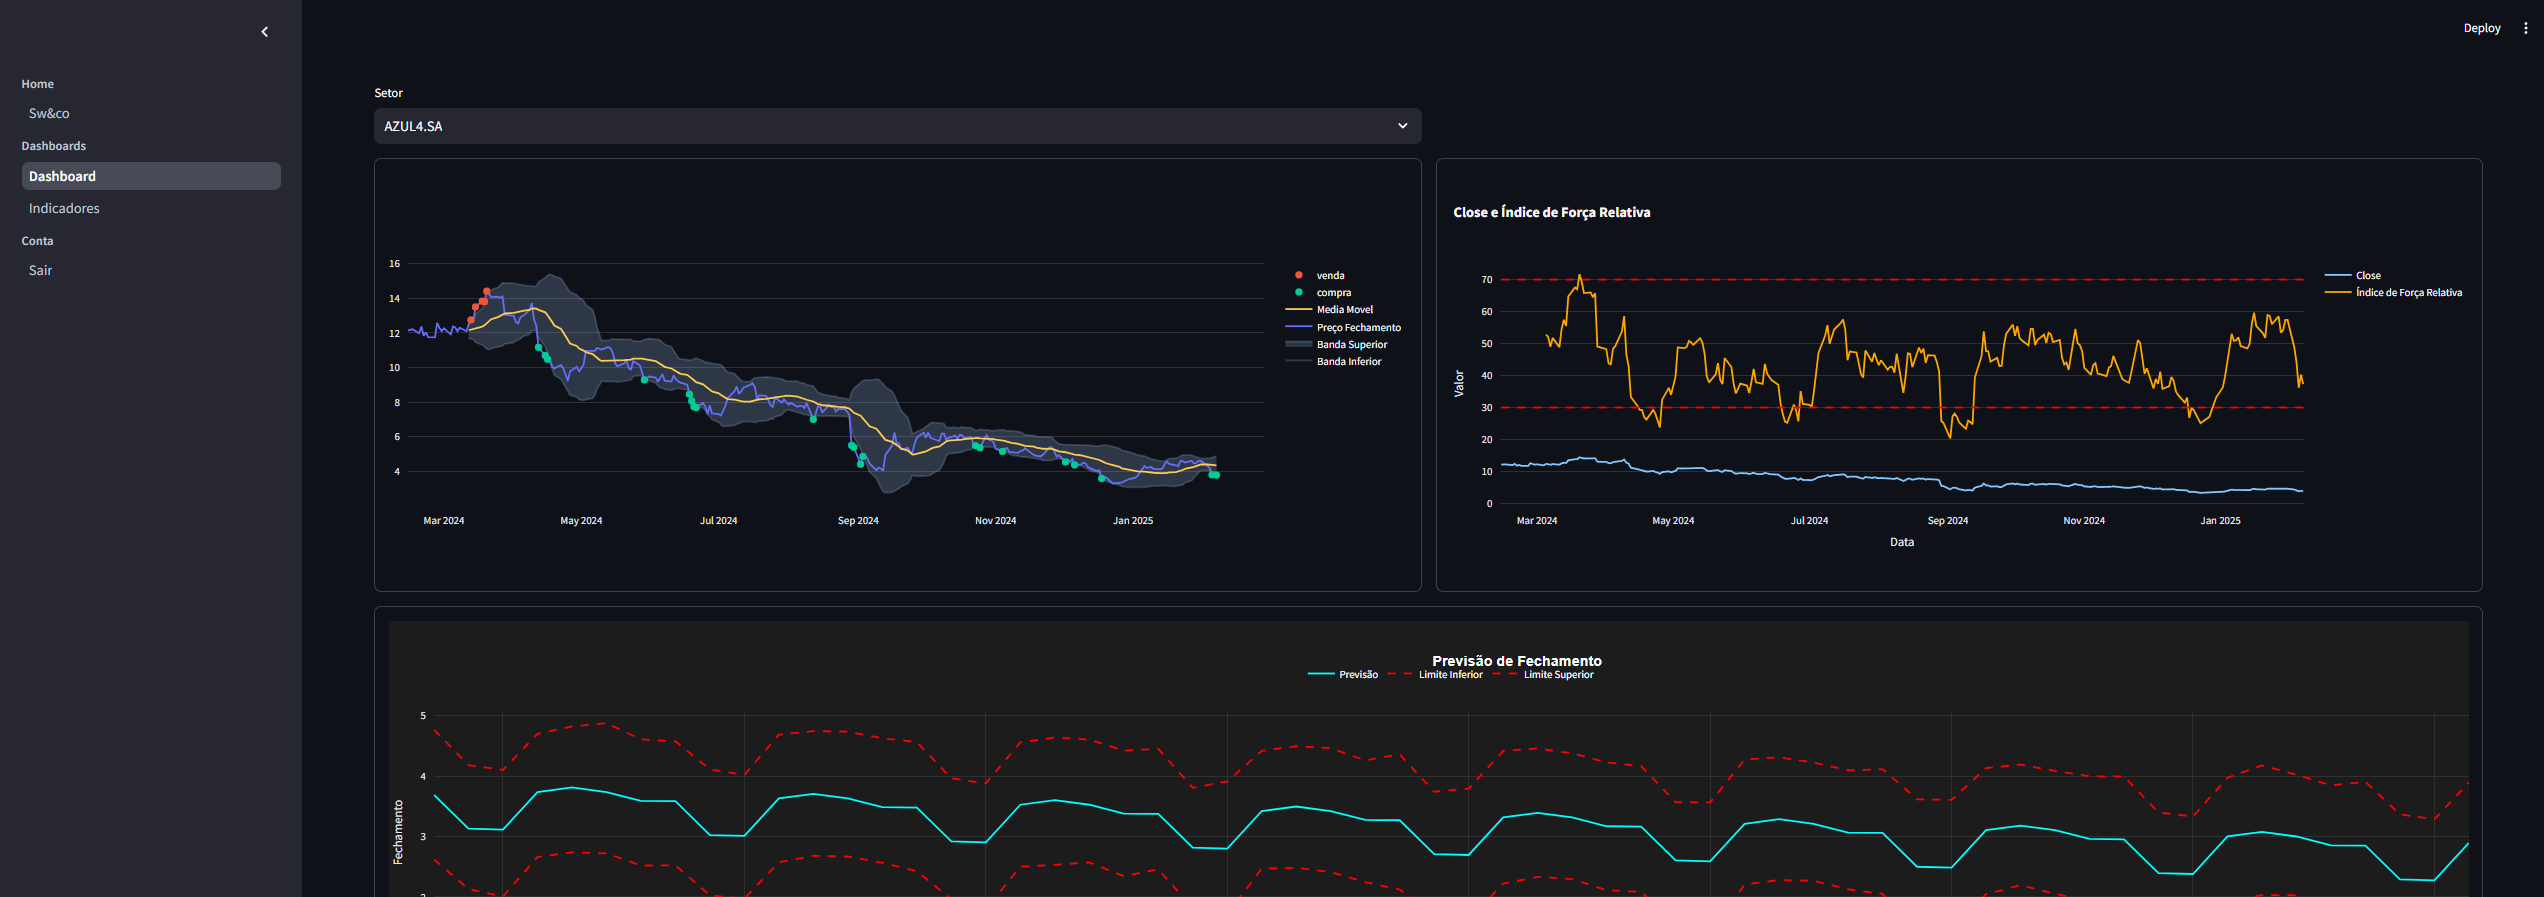 Deploy
Home
Sw&co
Dashboards
Dashboard
Indicadores
Conta
Sair
Setor
AZUL4.SA
16
14
12
10
8
6
4
Mar 2024
May 2024
Jul 2024
Sep 2024
Nov 2024
Jan 2025
venda
compra
Media Movel
Preço Fechamento
Banda Superior
Banda Inferior
Close e Índice de Força Relativa
Valor
70
60
50
40
30
20
10
0
Mar 2024
May 2024
Jul 2024
Sep 2024
Nov 2024
Jan 2025
Data
Close
Índice de Força Relativa
Previsão de Fechamento
Previsão
Limite Inferior
Limite Superior
Fechamento
5
4
3